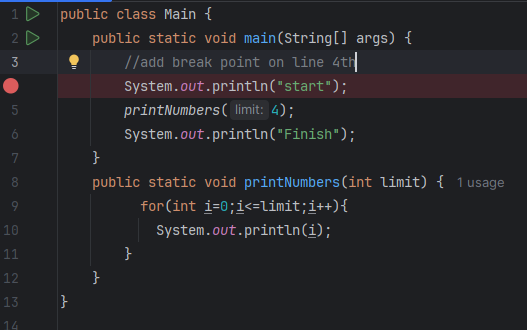 1 public class Main {
2 public static void main(String[] args) {
3 //add break point on line 4th
System.out.println("start");
5 printNumbers( limit: 4);
6 System.out.println("Finish");
7 }
8 public static void printNumbers(int limit) { 1 usage
9 for(int i=0;i<=limit;i++){
10 System.out.println(i);
11 }
12 }
13 }
14